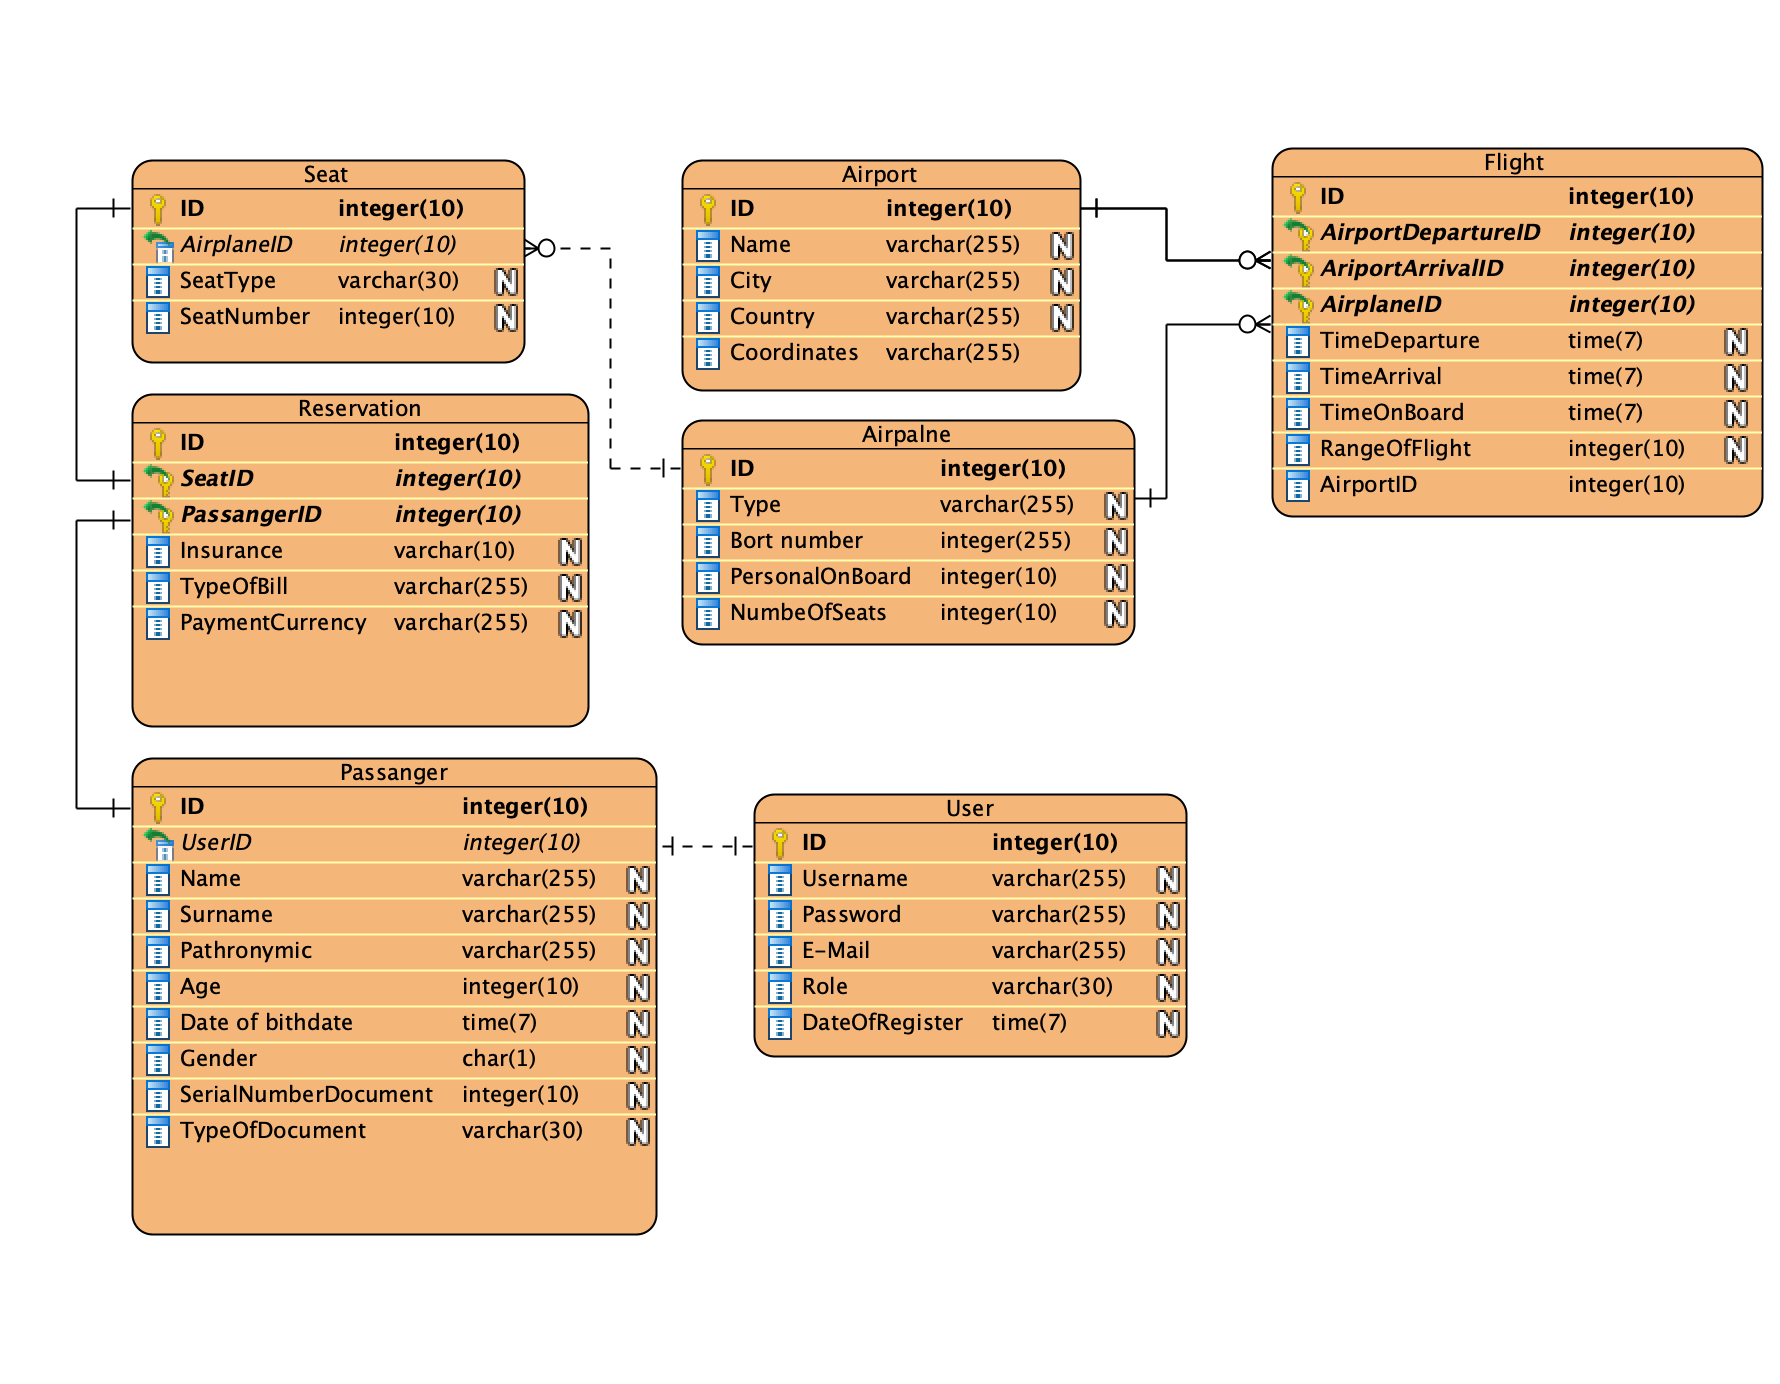 Seat
ID integer(10)
AirplaneID integer(10)
SeatType varchar(30) N
SeatNumber integer(10) N
Airport
ID integer(10)
Name varchar(255) N
City varchar(255) N
Country varchar(255) N
Coordinates varchar(255)
Flight
ID integer(10)
AirportDepartureID integer(10)
AriportArrivalID integer(10)
AirplaneID integer(10)
TimeDeparture time(7) N
TimeArrival time(7) N
TimeOnBoard time(7) N
RangeOfFlight integer(10) N
AirportID integer(10)
Reservation
ID integer(10)
SeatID integer(10)
PassangerID integer(10)
Insurance varchar(10) N
TypeOfBill varchar(255) N
PaymentCurrency varchar(255) N
Airpalne
ID integer(10)
Type varchar(255) N
Bort number integer(255) N
PersonalOnBoard integer(10) N
NumbeOfSeats integer(10) N
Passanger
ID integer(10)
UserID integer(10)
Name varchar(255) N
Surname varchar(255) N
Pathronymic varchar(255) N
Age integer(10) N
Date of bithdate time(7) N
Gender char(1) N
SerialNumberDocument integer(10) N
TypeOfDocument varchar(30) N
User
ID integer(10)
Username varchar(255) N
Password varchar(255) N
E-Mail varchar(255) N
Role varchar(30) N
DateOfRegister time(7) N